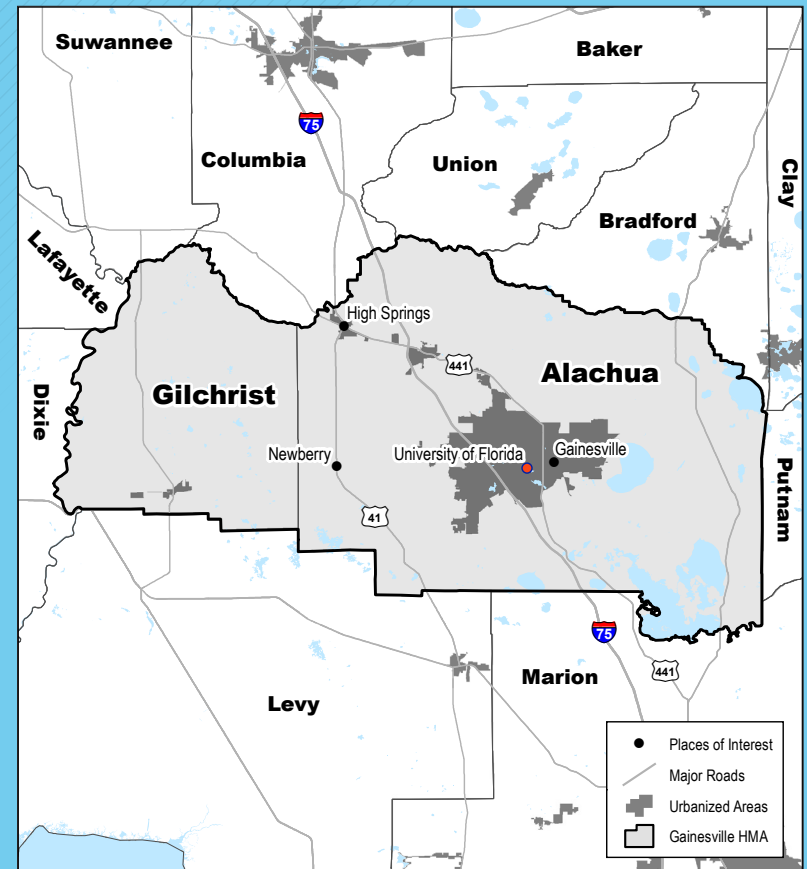 Suwannee
Baker
75
Columbia
Union
Clay
Bradford
Lafayette
High Springs
441
Alachua
Gilchrist
Dixie
Newberry
University of Florida
Gainesville
Putnam
41
75
441
Marion
Levy
Places of Interest
Major Roads
Urbanized Areas
Gainesville HMA